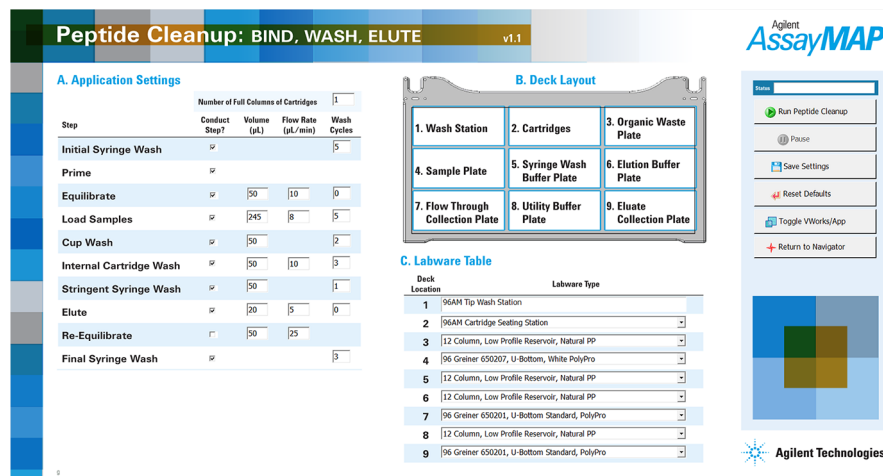 Peptide Cleanup: BIND, WASH, ELUTE v1.1
Agilent
AssayMAP
A. Application Settings
Number of Full Columns of Cartridges 1
Step Conduct Step? Volume (µL) Flow Rate (µL/min) Wash Cycles
Initial Syringe Wash 5
Prime
Equilibrate 50 10 0
Load Samples 245 8 5
Cup Wash 50 2
Internal Cartridge Wash 50 10 3
Stringent Syringe Wash 50 1
Elute 20 5 0
Re-Equilibrate 50 25
Final Syringe Wash 3
B. Deck Layout
1. Wash Station
2. Cartridges
3. Organic Waste
Plate
4. Sample Plate
5. Syringe Wash
Buffer Plate
6. Elution Buffer
Plate
7. Flow Through
Collection Plate
8. Utility Buffer
Plate
9. Eluate
Collection Plate
C. Labware Table
Deck Location Labware Type
1 96AM Tip Wash Station
2 96AM Cartridge Seating Station
3 12 Column, Low Profile Reservoir, Natural PP
4 96 Greiner 650207, U-Bottom, White PolyPro
5 12 Column, Low Profile Reservoir, Natural PP
6 12 Column, Low Profile Reservoir, Natural PP
7 96 Greiner 650201, U-Bottom Standard, PolyPro
8 12 Column, Low Profile Reservoir, Natural PP
9 96 Greiner 650201, U-Bottom Standard, PolyPro
Status
Run Peptide Cleanup
Pause
Save Settings
Reset Defaults
Toggle VWorks/App
Return to Navigator
Agilent Technologies